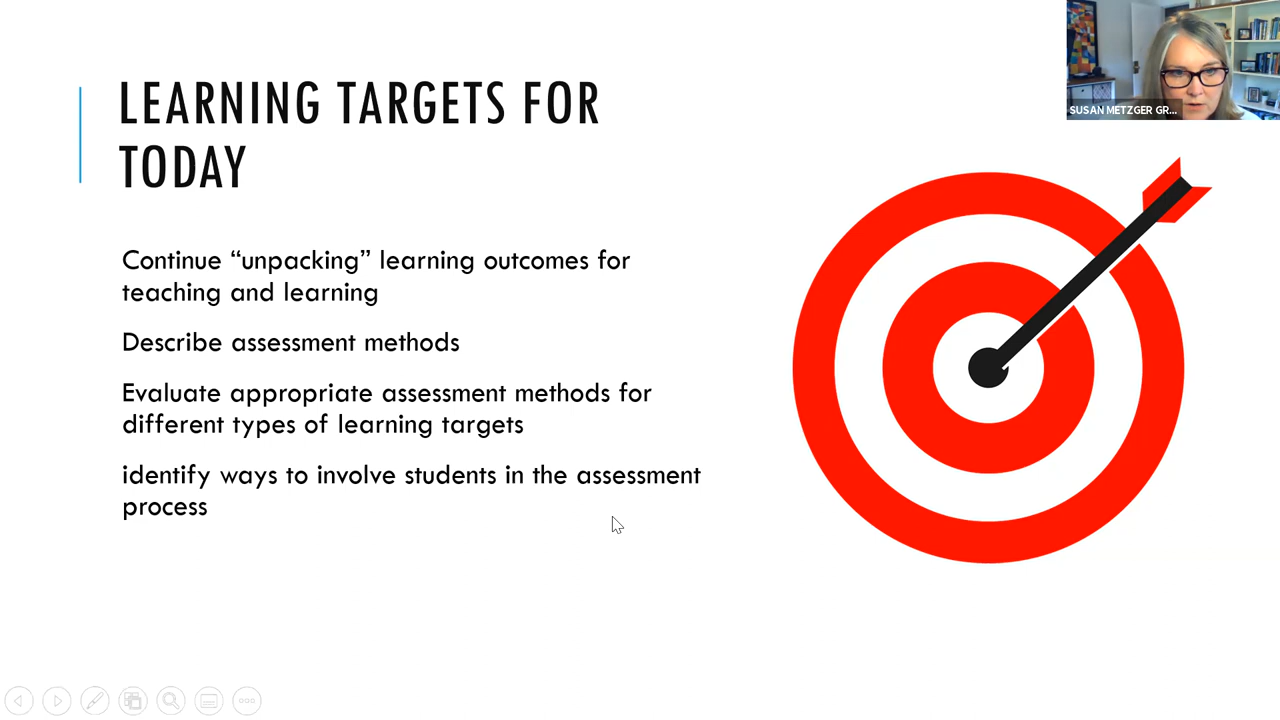 SUSAN METZGER GR...
LEARNING TARGETS FOR
TODAY
Continue “unpacking” learning outcomes for
teaching and learning
Describe assessment methods
Evaluate appropriate assessment methods for
different types of learning targets
identify ways to involve students in the assessment
process